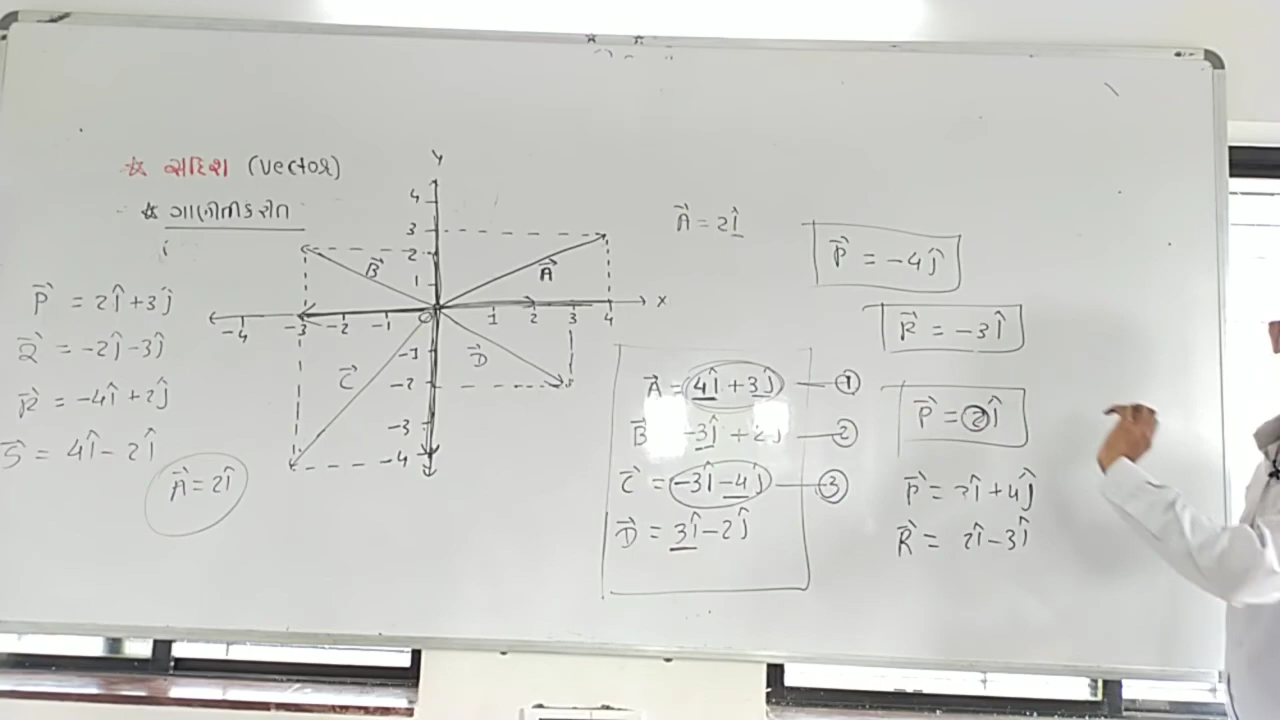 ☆ સદિશ (Vector)
☆ ગાણિતીકરણ
P⃗ = 2î+3ĵ
Q⃗ = -2î-3ĵ
R⃗ = -4î+2ĵ
S⃗ = 4î-2î
A⃗ = 2î
Y
4
3
2
1
B⃗
A⃗
-4 -3 -2 -1 O 1 2 3 4 X
-1
-2
-3
-4
C⃗
D⃗
A⃗ = 2î
A⃗ = 4î+3ĵ — ①
B⃗ -3î + 2ĵ — ②
C⃗ = -3î-4ĵ — ③
D⃗ = 3î-2ĵ
P⃗ = -4ĵ
R⃗ = -3î
P⃗ = 2î
P⃗ = 2î+4ĵ
R⃗ = 2î-3î